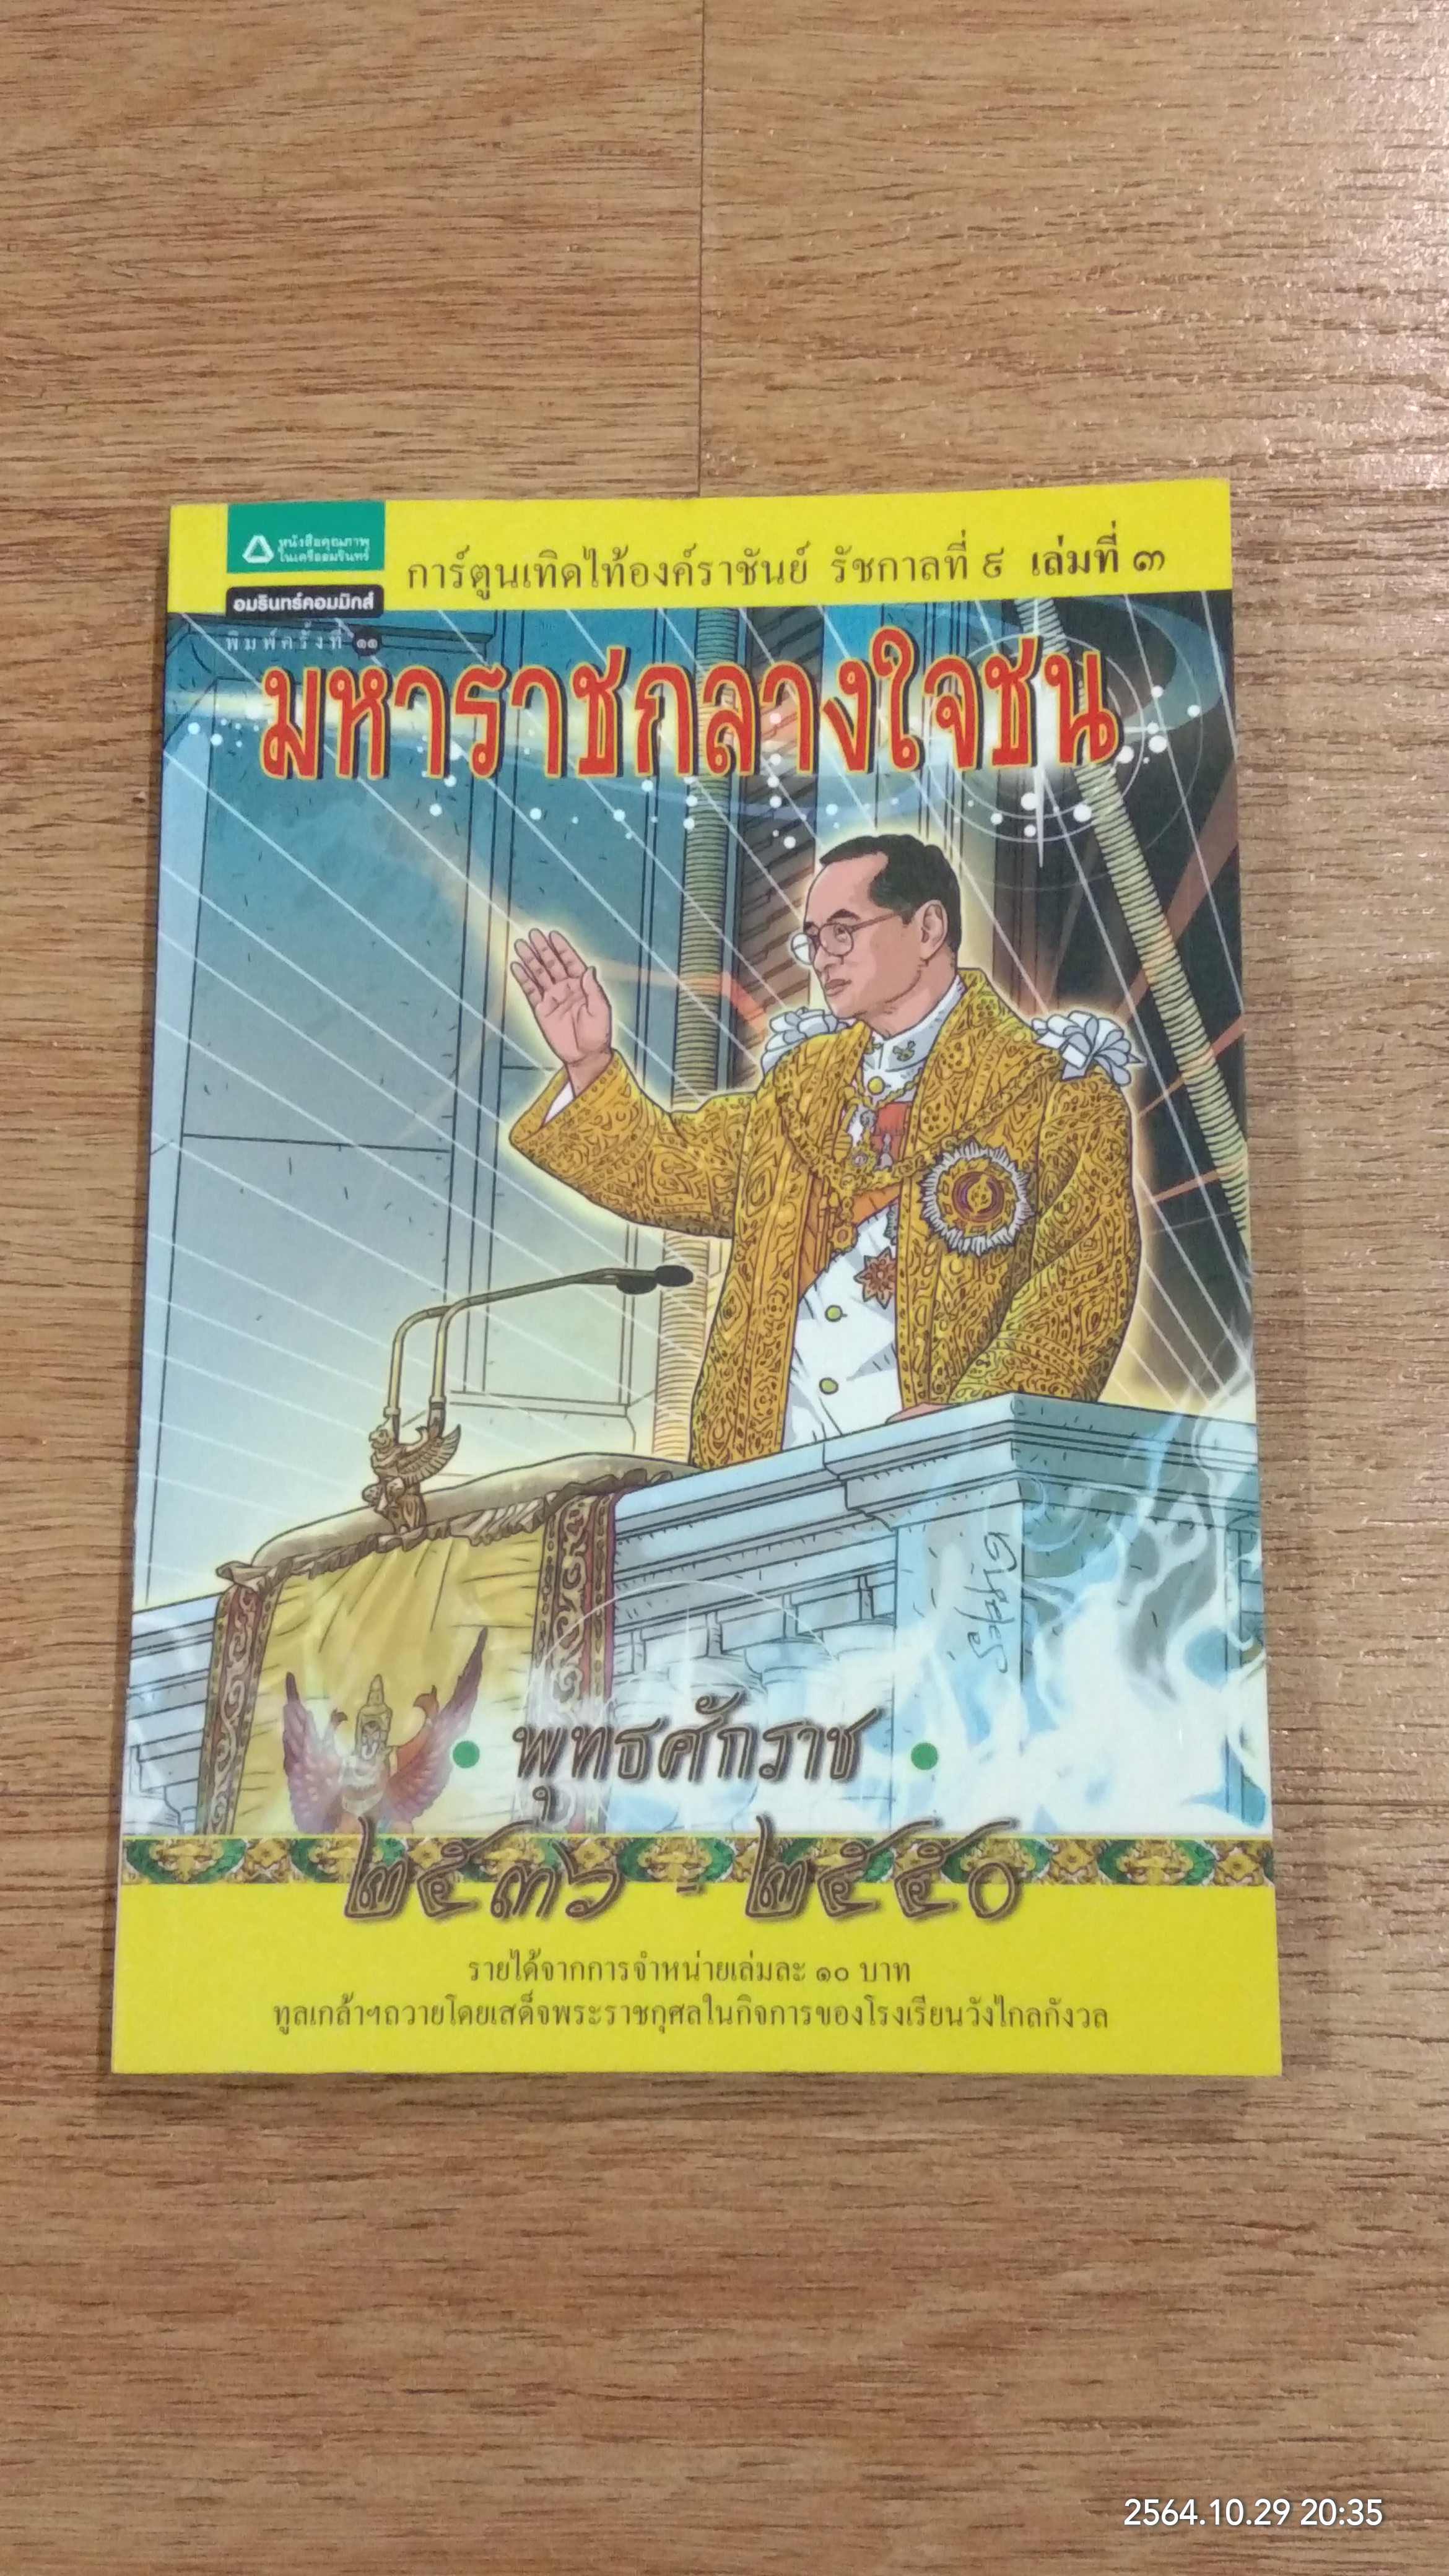 หนังสือคุณภาพ
ในเครืออมรินทร์
การ์ตูนเทิดไท้องค์ราชันย์ รัชกาลที่ ๙ เล่มที่ ๓
อมรินทร์คอมมิกส์
พิมพ์ครั้งที่ ๑๑
มหาราชกลางใจชน
• พุทธศักราช •
๒๕๓๖ - ๒๕๕๐
รายได้จากการจำหน่ายเล่มละ ๑๐ บาท
ทูลเกล้าฯถวายโดยเสด็จพระราชกุศลในกิจการของโรงเรียนวังไกลกังวล
2564.10.29 20:35